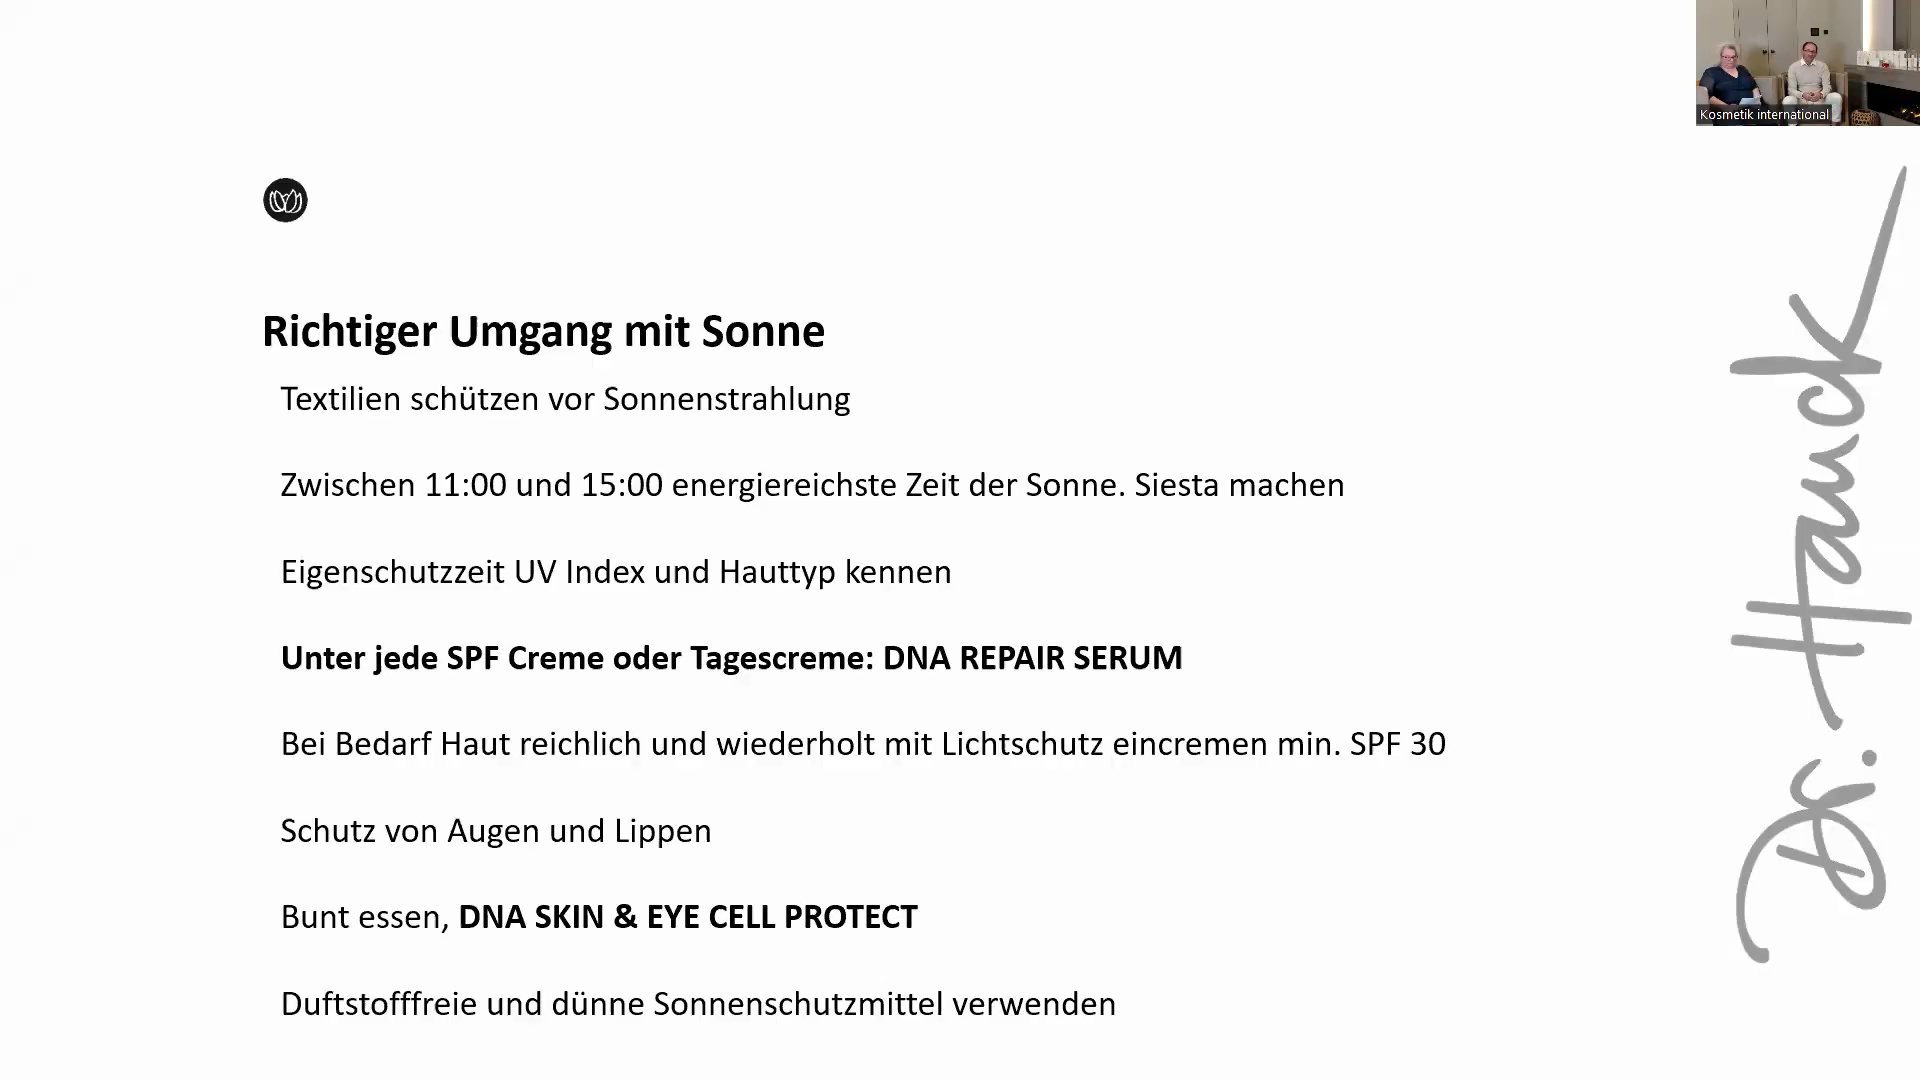 Kosmetik international
Richtiger Umgang mit Sonne
Textilien schützen vor Sonnenstrahlung
Zwischen 11:00 und 15:00 energiereichste Zeit der Sonne. Siesta machen
Eigenschutzzeit UV Index und Hauttyp kennen
Unter jede SPF Creme oder Tagescreme: DNA REPAIR SERUM
Bei Bedarf Haut reichlich und wiederholt mit Lichtschutz eincremen min. SPF 30
Schutz von Augen und Lippen
Bunt essen, DNA SKIN & EYE CELL PROTECT
Duftstofffreie und dünne Sonnenschutzmittel verwenden
Dr. Hauck